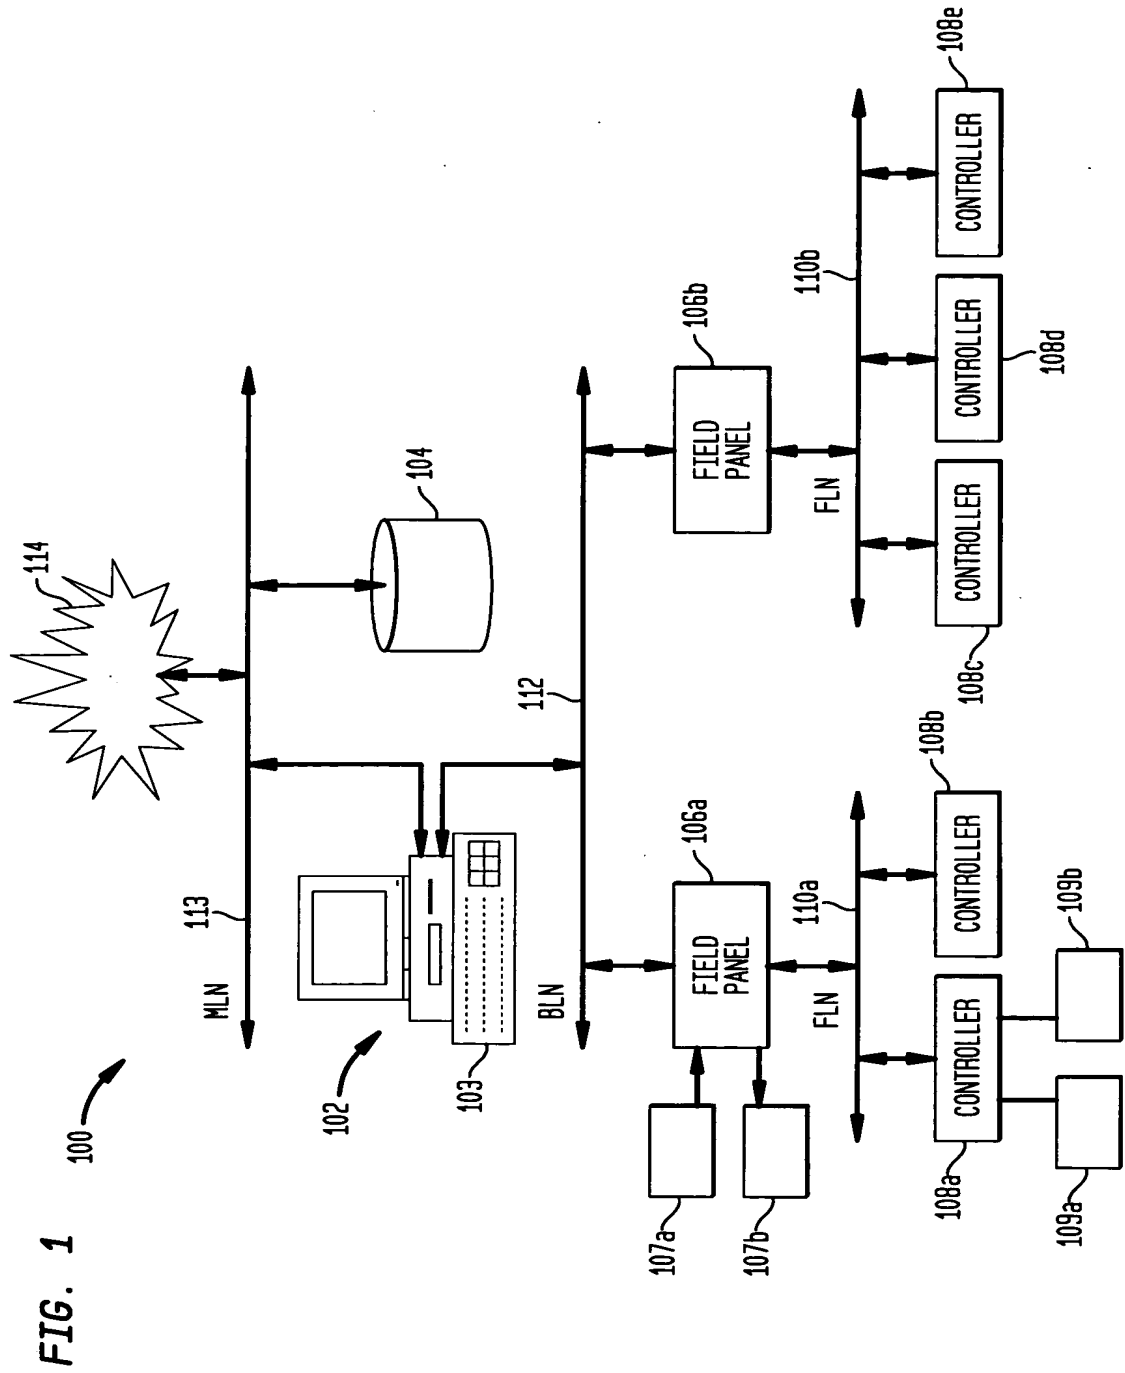 FIG. 1
100
114
MLN
113
102
103
104
BLN
112
107a
107b
FIELD
PANEL
106a
FIELD
PANEL
106b
FLN
110a
FLN
110b
CONTROLLER
108a
CONTROLLER
108b
CONTROLLER
108c
CONTROLLER
108d
CONTROLLER
108e
109a
109b